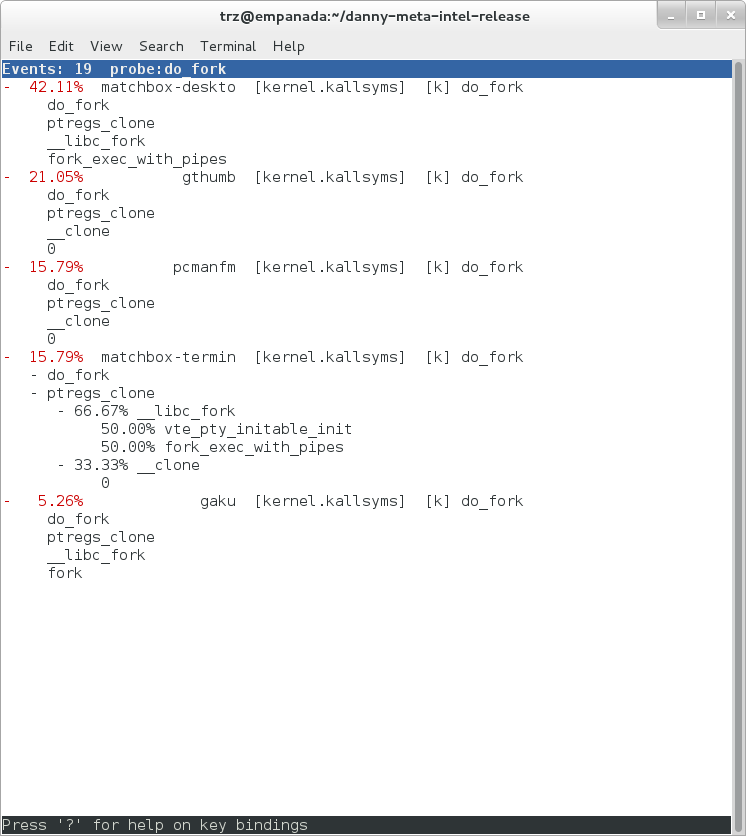 trz@empanada:~/danny-meta-intel-release
File Edit View Search Terminal Help
Events: 19  probe:do_fork
-  42.11%  matchbox-deskto  [kernel.kallsyms]  [k] do_fork
     do_fork
     ptregs_clone
     __libc_fork
     fork_exec_with_pipes
-  21.05%           gthumb  [kernel.kallsyms]  [k] do_fork
     do_fork
     ptregs_clone
     __clone
     0
-  15.79%          pcmanfm  [kernel.kallsyms]  [k] do_fork
     do_fork
     ptregs_clone
     __clone
     0
-  15.79%  matchbox-termin  [kernel.kallsyms]  [k] do_fork
   - do_fork
   - ptregs_clone
      - 66.67% __libc_fork
           50.00% vte_pty_initable_init
           50.00% fork_exec_with_pipes
      - 33.33% __clone
           0
-   5.26%             gaku  [kernel.kallsyms]  [k] do_fork
     do_fork
     ptregs_clone
     __libc_fork
     fork
Press '?' for help on key bindings